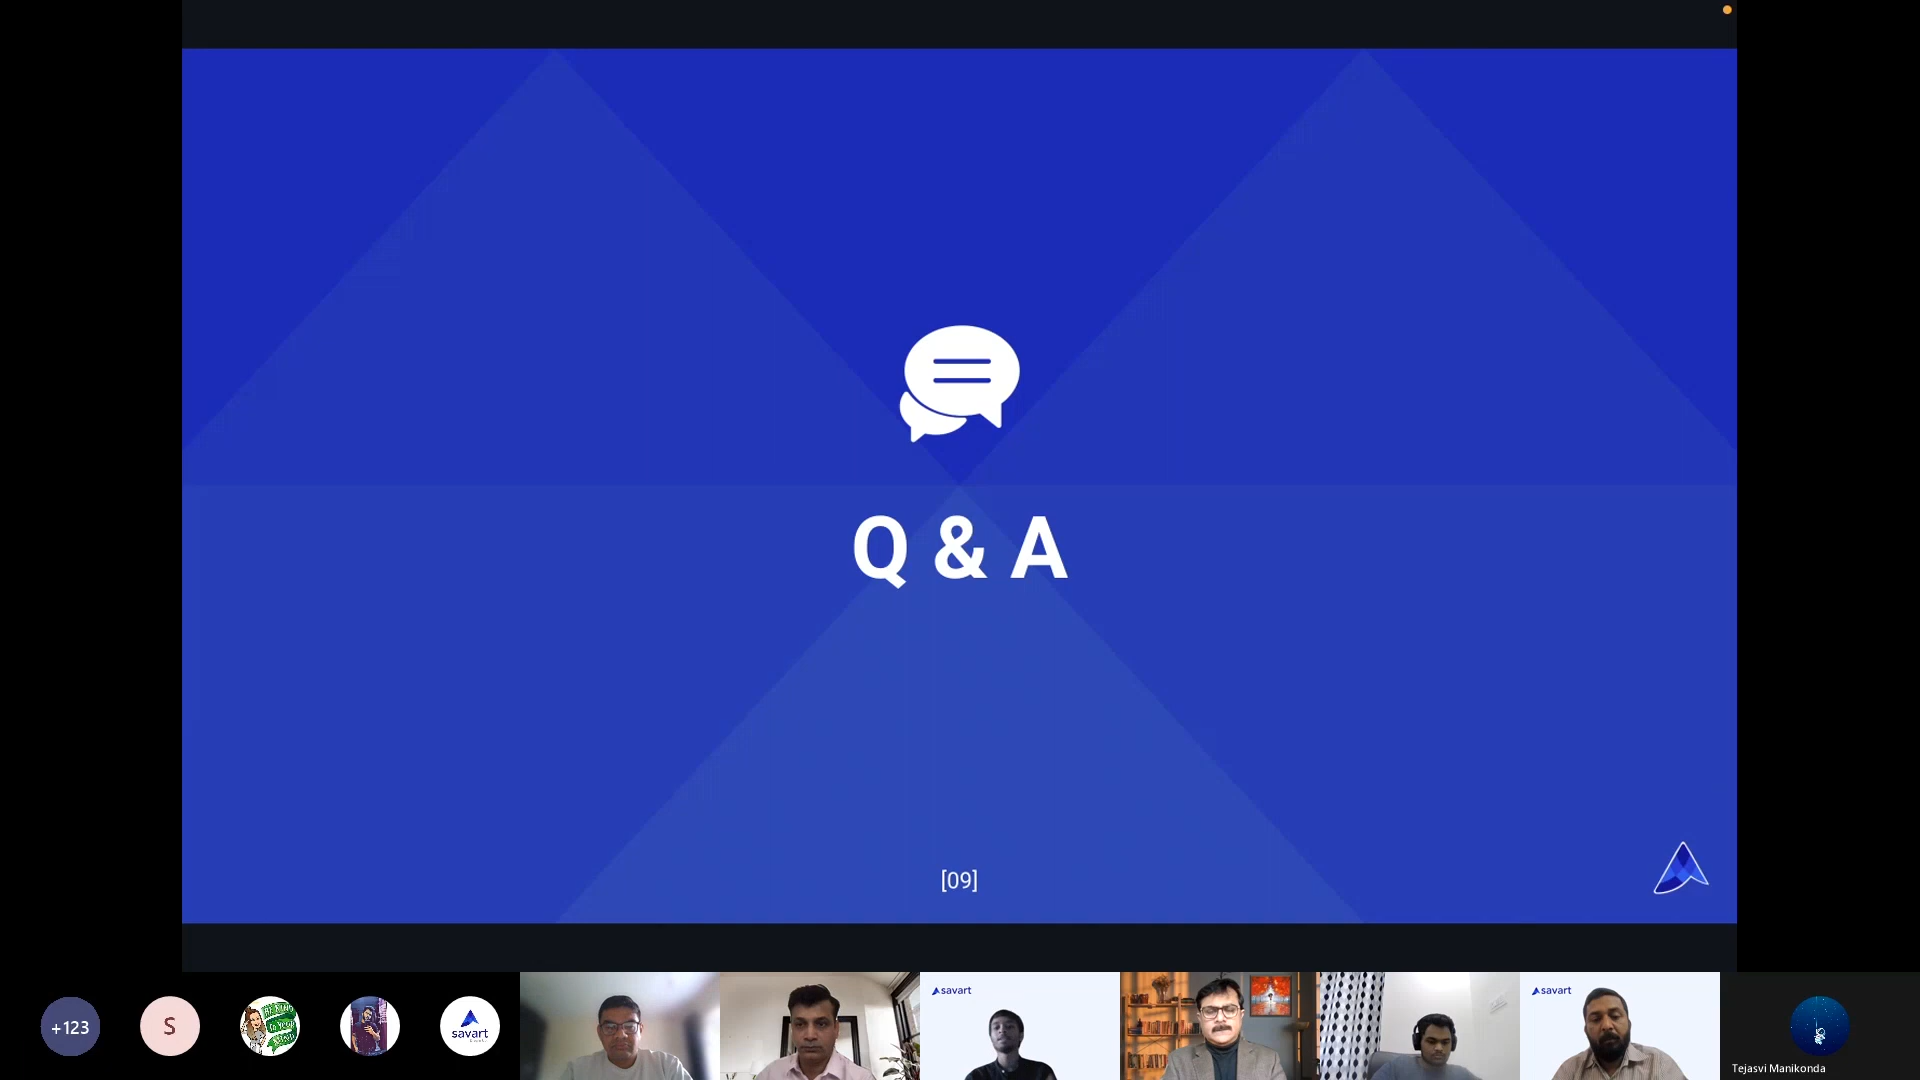 Q & A
[09]
+123
S
savart
savart
savart
Tejasvi Manikonda